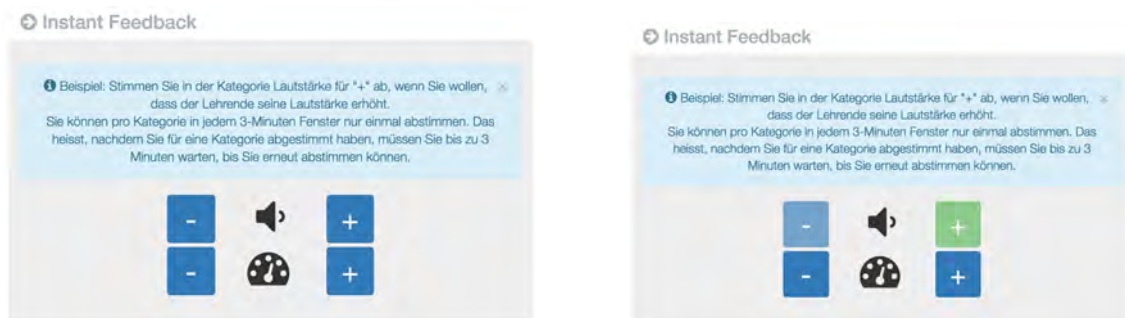 Instant Feedback
Beispiel: Stimmen Sie in der Kategorie Lautstärke für "+" ab, wenn Sie wollen, ×
dass der Lehrende seine Lautstärke erhöht.
Sie können pro Kategorie in jedem 3-Minuten Fenster nur einmal abstimmen. Das
heisst, nachdem Sie für eine Kategorie abgestimmt haben, müssen Sie bis zu 3
Minuten warten, bis Sie erneut abstimmen können.
- +
- +
Instant Feedback
Beispiel: Stimmen Sie in der Kategorie Lautstärke für "+" ab, wenn Sie wollen, ×
dass der Lehrende seine Lautstärke erhöht.
Sie können pro Kategorie in jedem 3-Minuten Fenster nur einmal abstimmen. Das
heisst, nachdem Sie für eine Kategorie abgestimmt haben, müssen Sie bis zu 3
Minuten warten, bis Sie erneut abstimmen können.
- +
- +